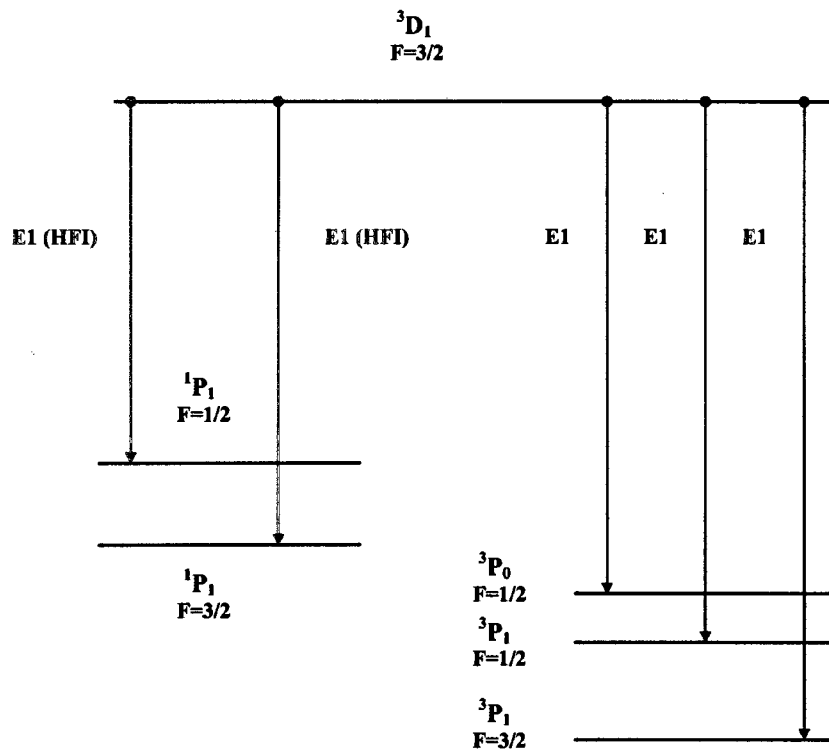 ³D₁
F=3/2
E1 (HFI) E1 (HFI) E1 E1 E1
¹P₁
F=1/2
¹P₁
F=3/2
³P₀
F=1/2
³P₁
F=1/2
³P₁
F=3/2